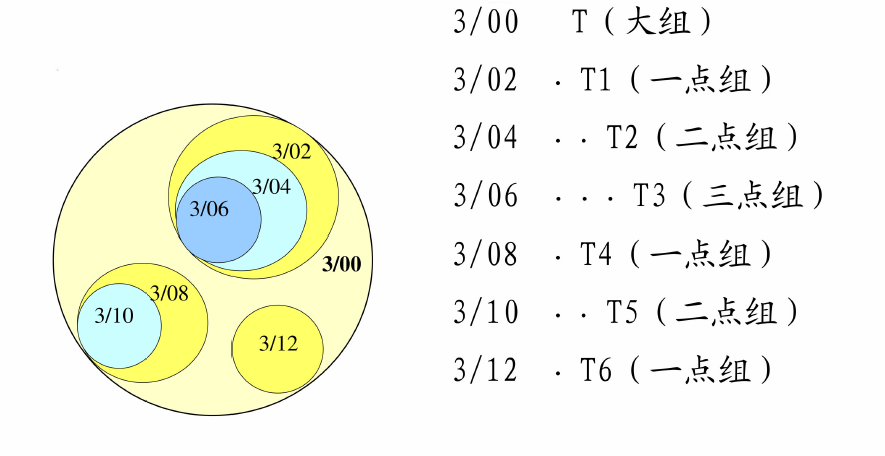 3/02
3/04
3/06
3/00
3/08
3/10
3/12
3/00 T（大组）
3/02 · T1（一点组）
3/04 · · T2（二点组）
3/06 · · · T3（三点组）
3/08 · T4（一点组）
3/10 · · T5（二点组）
3/12 · T6（一点组）